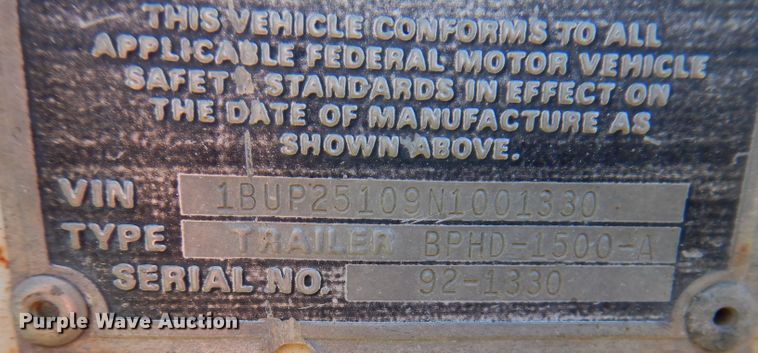 THIS VEHICLE CONFORMS TO ALL
APPLICABLE FEDERAL MOTOR VEHICLE
SAFETY STANDARDS IN EFFECT ON
THE DATE OF MANUFACTURE AS
SHOWN ABOVE.
VIN 1BUP25109N1001330
TYPE TRAILER BPHD-1500-A
SERIAL NO. 92-1330
Purple Wave Auction